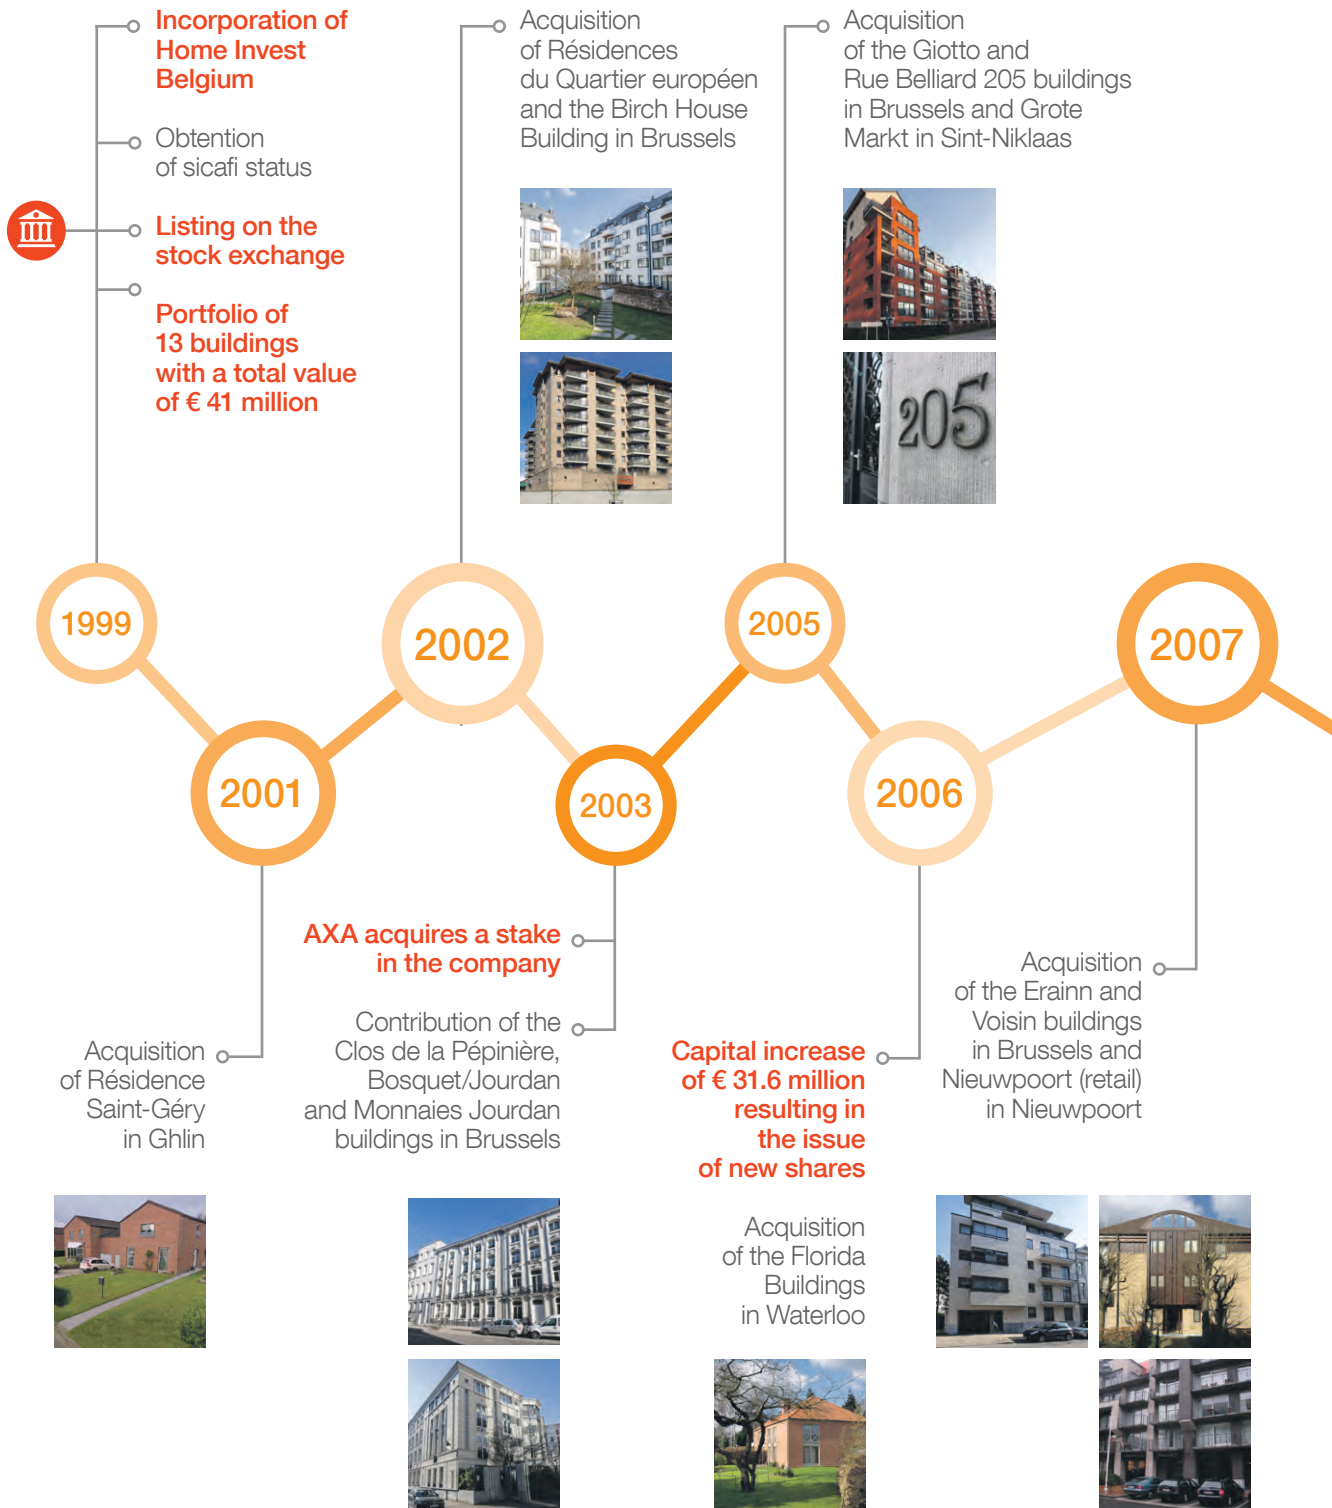 Incorporation of
Home Invest
Belgium
Obtention
of sicafi status
Listing on the
stock exchange
Portfolio of
13 buildings
with a total value
of € 41 million
Acquisition
of Résidences
du Quartier européen
and the Birch House
Building in Brussels
Acquisition
of the Giotto and
Rue Belliard 205 buildings
in Brussels and Grote
Markt in Sint-Niklaas
205
1999
2002
2005
2007
2001
2003
2006
Acquisition
of Résidence
Saint-Géry
in Ghlin
AXA acquires a stake
in the company
Contribution of the
Clos de la Pépinière,
Bosquet/Jourdan
and Monnaies Jourdan
buildings in Brussels
Capital increase
of € 31.6 million
resulting in
the issue
of new shares
Acquisition
of the Florida
Buildings
in Waterloo
Acquisition
of the Erainn and
Voisin buildings
in Brussels and
Nieuwpoort (retail)
in Nieuwpoort